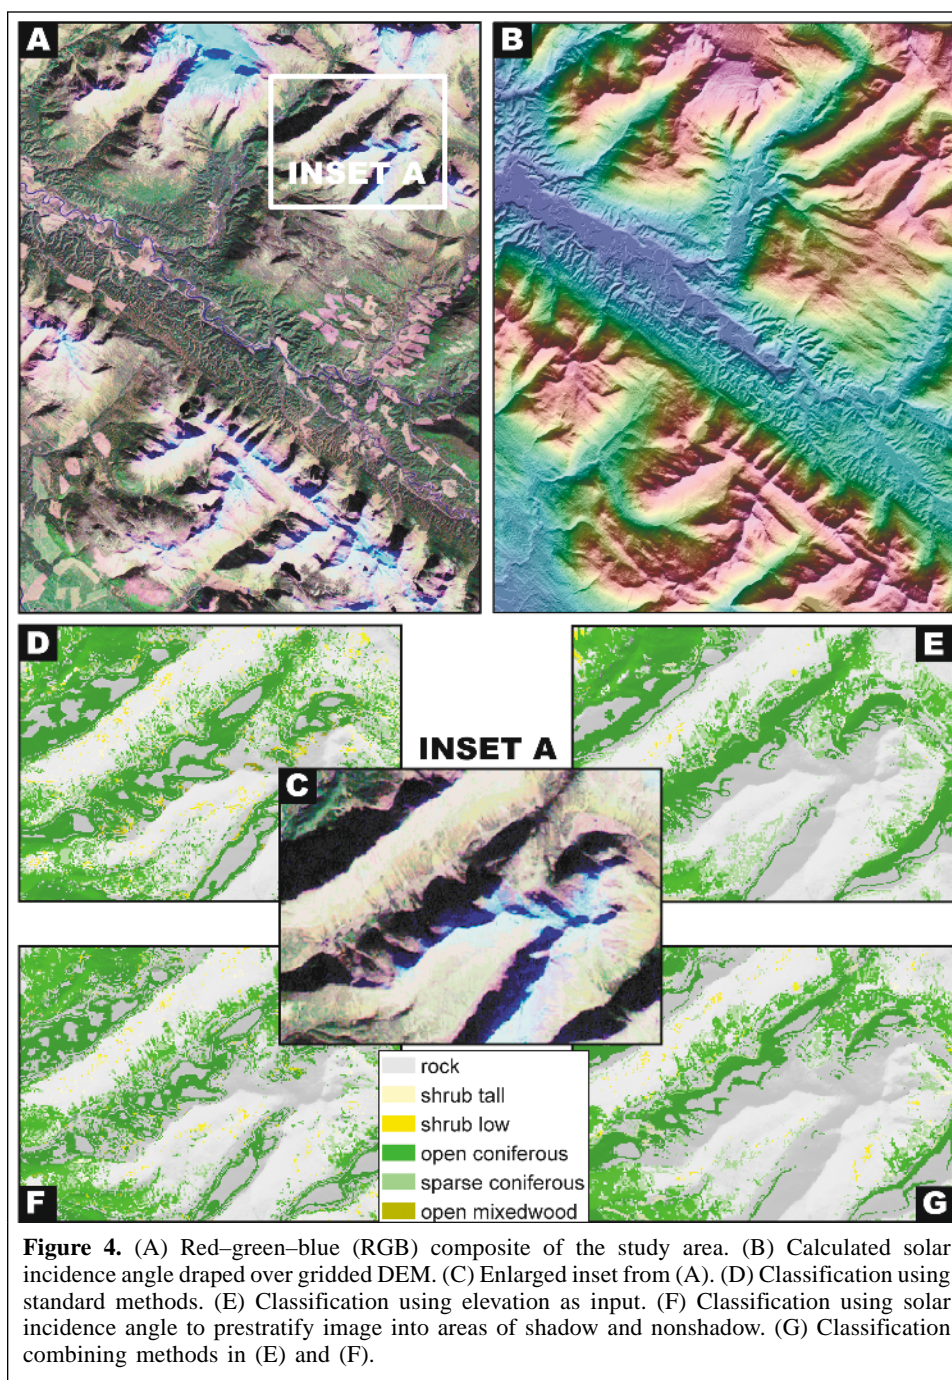 A
B
INSET A
D
E
INSET A
C
rock
shrub tall
shrub low
open coniferous
sparse coniferous
open mixedwood
F
G
Figure 4. (A) Red–green–blue (RGB) composite of the study area. (B) Calculated solar
incidence angle draped over gridded DEM. (C) Enlarged inset from (A). (D) Classification using
standard methods. (E) Classification using elevation as input. (F) Classification using solar
incidence angle to prestratify image into areas of shadow and nonshadow. (G) Classification
combining methods in (E) and (F).